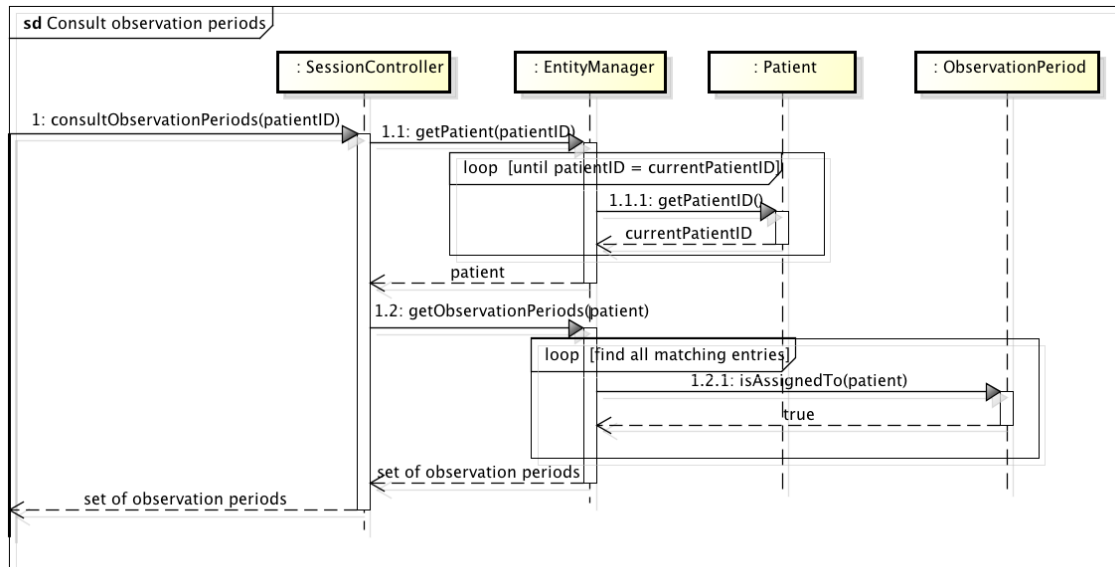 sd Consult observation periods
: SessionController
: EntityManager
: Patient
: ObservationPeriod
1: consultObservationPeriods(patientID)
1.1: getPatient(patientID)
loop [until patientID = currentPatientID]
1.1.1: getPatientID()
currentPatientID
patient
1.2: getObservationPeriods(patient)
loop [find all matching entries]
1.2.1: isAssignedTo(patient)
true
set of observation periods
set of observation periods